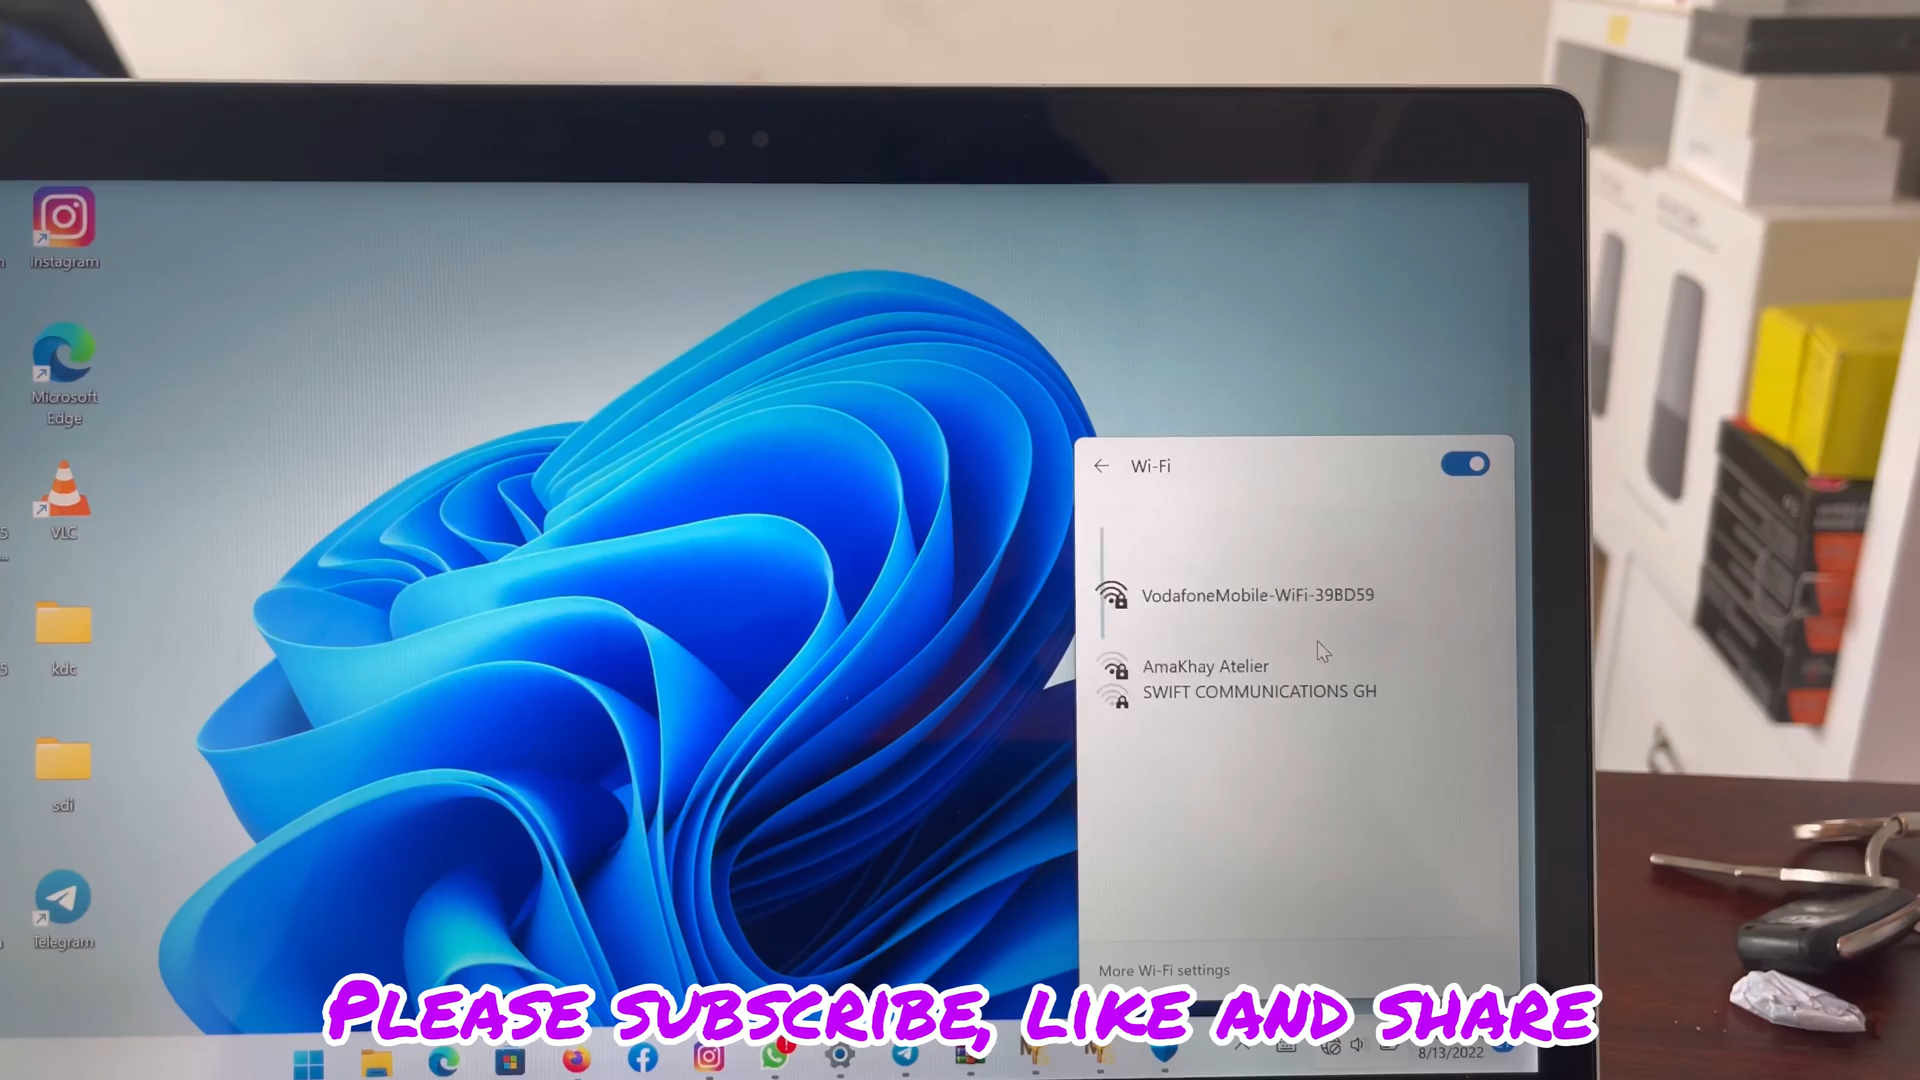 Instagram
Microsoft
Edge
VLC
kdc
sdi
Telegram
Wi-Fi
VodafoneMobile-WiFi-39BD59
AmaKhay Atelier
SWIFT COMMUNICATIONS GH
More Wi-Fi settings
PLEASE SUBSCRIBE, LIKE AND SHARE
8/13/2022